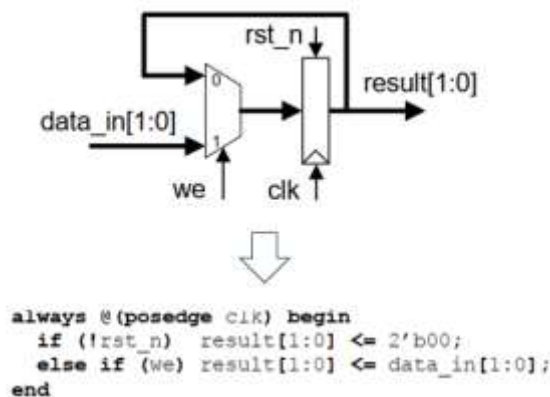 rst_n
0
result[1:0]
data_in[1:0]
1
we
clk
always @(posedge clk) begin
if (!rst_n) result[1:0] <= 2'b00;
else if (we) result[1:0] <= data_in[1:0];
end